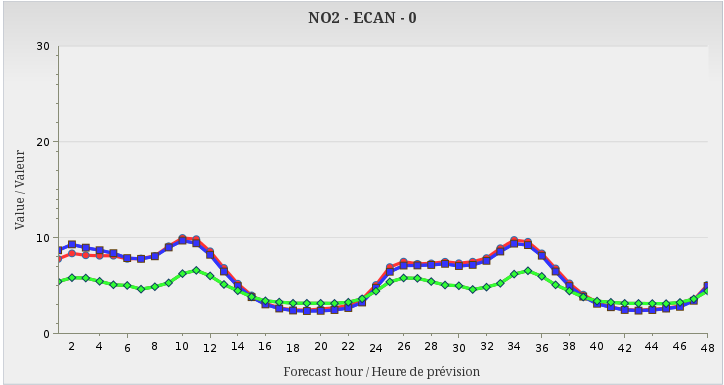 NO2 - ECAN - 0
30
20
10
0
Value / Valeur
2 4 6 8 10 12 14 16 18 20 22 24 26 28 30 32 34 36 38 40 42 44 46 48
Forecast hour / Heure de prévision